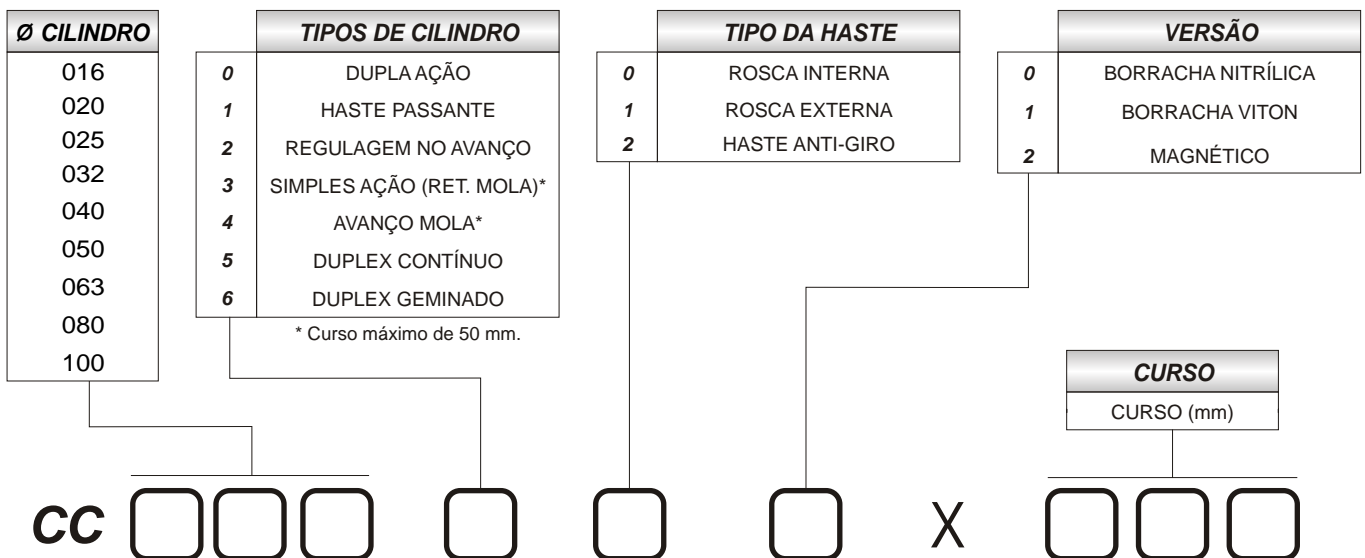 Ø CILINDRO
016
020
025
032
040
050
063
080
100
TIPOS DE CILINDRO
0 DUPLA AÇÃO
1 HASTE PASSANTE
2 REGULAGEM NO AVANÇO
3 SIMPLES AÇÃO (RET. MOLA)*
4 AVANÇO MOLA*
5 DUPLEX CONTÍNUO
6 DUPLEX GEMINADO
* Curso máximo de 50 mm.
TIPO DA HASTE
0 ROSCA INTERNA
1 ROSCA EXTERNA
2 HASTE ANTI-GIRO
VERSÃO
0 BORRACHA NITRÍLICA
1 BORRACHA VITON
2 MAGNÉTICO
CURSO
CURSO (mm)
CC X